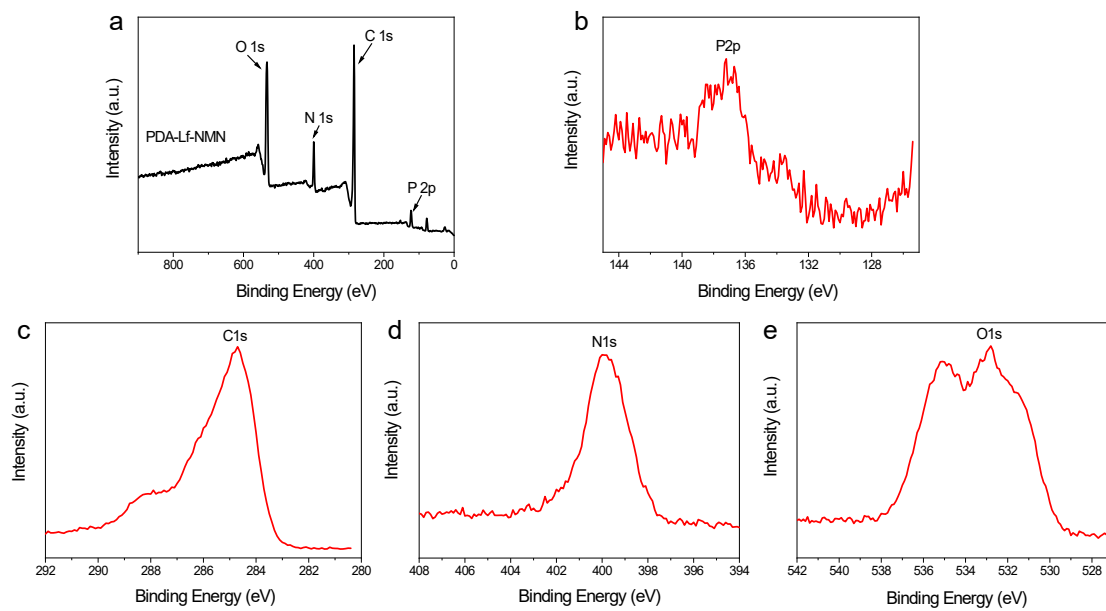 a
O 1s
C 1s
N 1s
PDA-Lf-NMN
P 2p
Intensity (a.u.)
800 600 400 200 0
Binding Energy (eV)
b
P2p
Intensity (a.u.)
144 140 136 132 128
Binding Energy (eV)
c
C1s
Intensity (a.u.)
292 290 288 286 284 282 280
Binding Energy (eV)
d
N1s
Intensity (a.u.)
408 406 404 402 400 398 396 394
Binding Energy (eV)
e
O1s
Intensity (a.u.)
542 540 538 536 534 532 530 528
Binding Energy (eV)